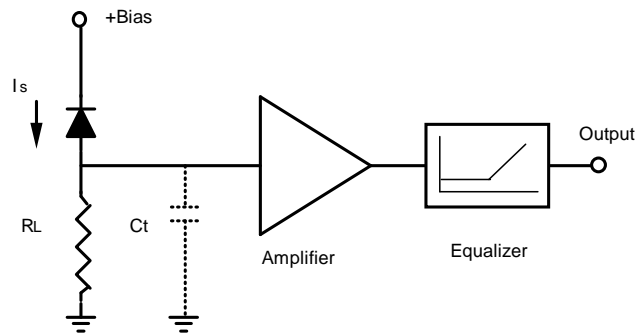 +Bias
Is
Output
RL
Ct
Amplifier
Equalizer